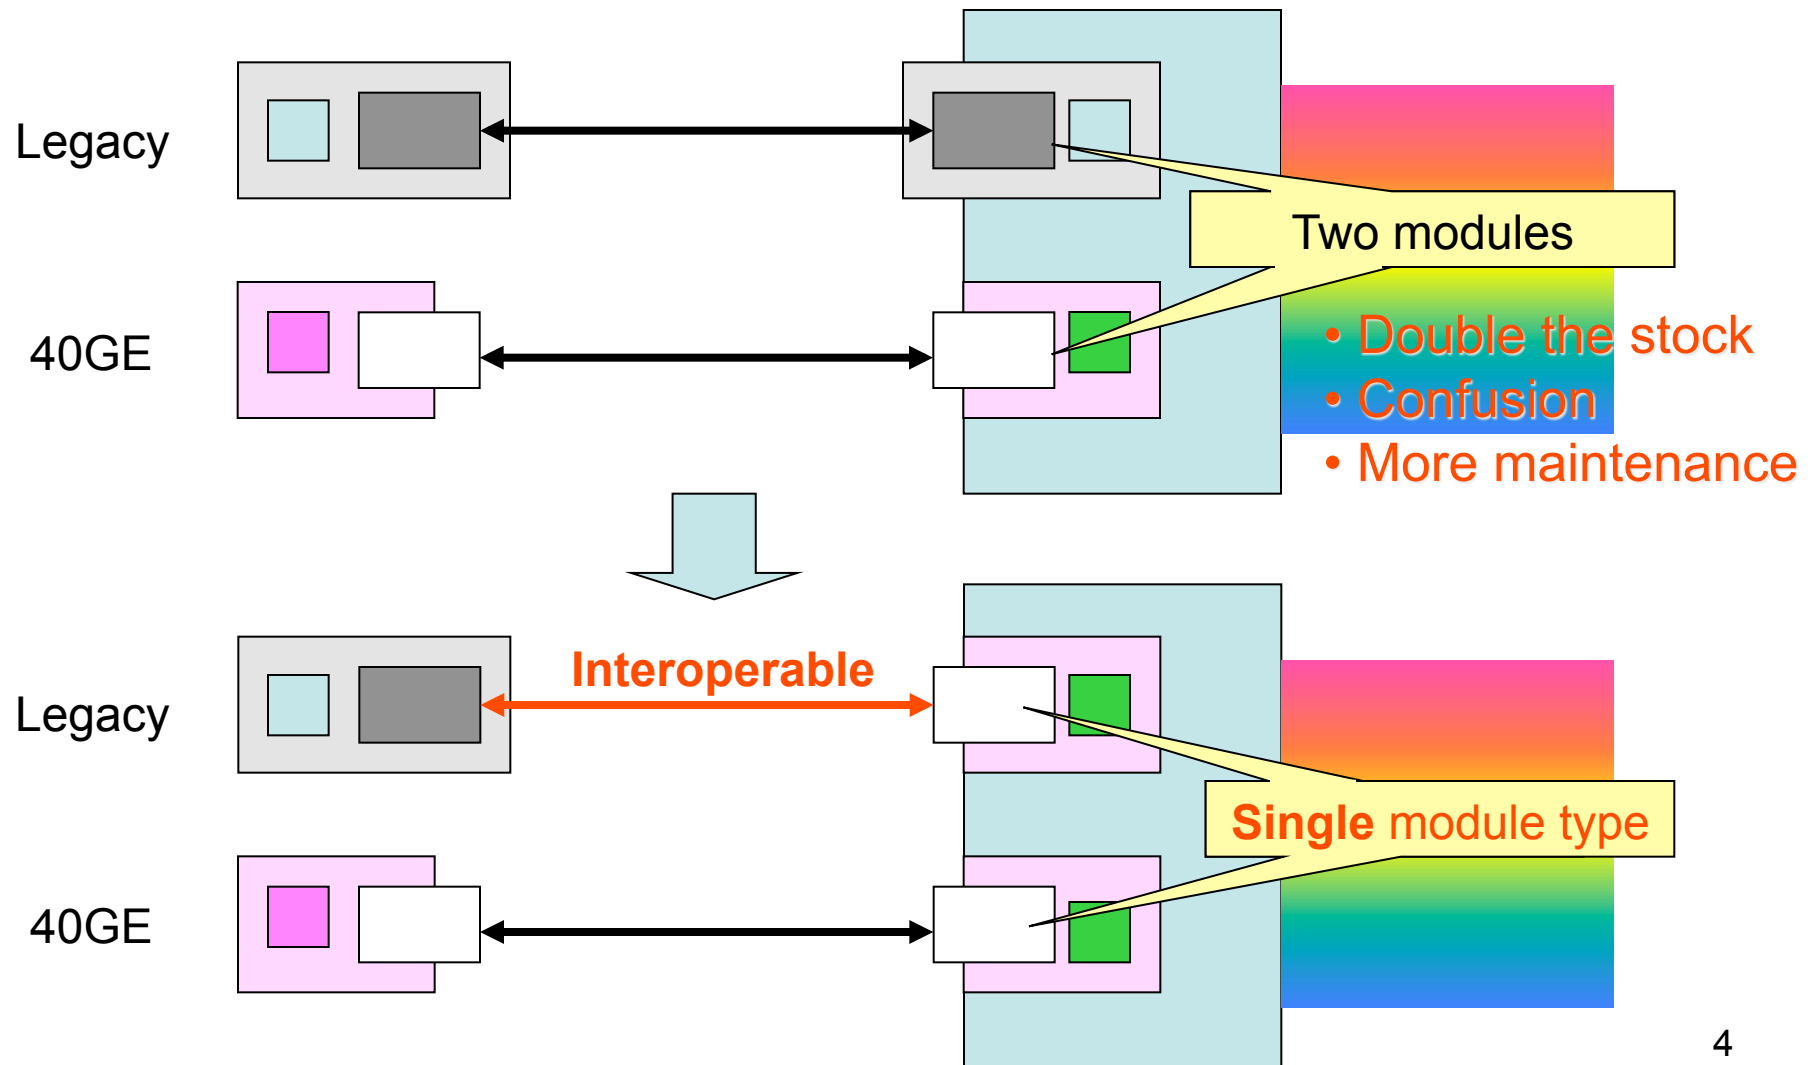 Legacy
Two modules
40GE
• Double the stock
• Confusion
• More maintenance
Interoperable
Legacy
Single module type
40GE
4